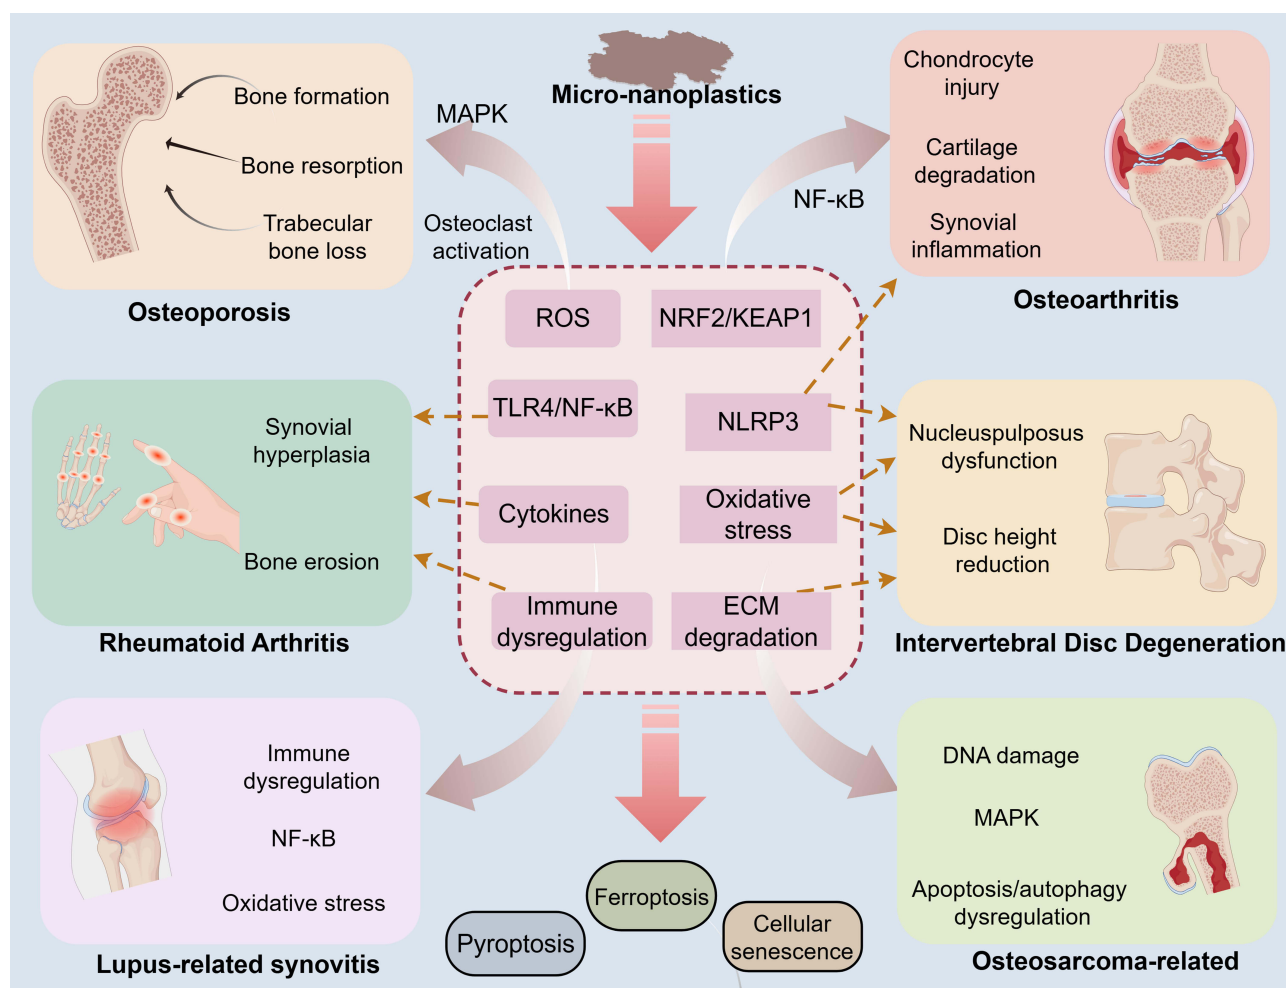 Micro-nanoplastics
Bone formation
Bone resorption
Trabecular
bone loss
Osteoporosis
MAPK
Osteoclast
activation
NF-κB
Chondrocyte
injury
Cartilage
degradation
Synovial
inflammation
Osteoarthritis
ROS
NRF2/KEAP1
TLR4/NF-κB
NLRP3
Cytokines
Oxidative
stress
Immune
dysregulation
ECM
degradation
Synovial
hyperplasia
Bone erosion
Rheumatoid Arthritis
Nucleuspulposus
dysfunction
Disc height
reduction
Intervertebral Disc Degeneration
Immune
dysregulation
NF-κB
Oxidative stress
Lupus-related synovitis
Pyroptosis
Ferroptosis
Cellular
senescence
DNA damage
MAPK
Apoptosis/autophagy
dysregulation
Osteosarcoma-related